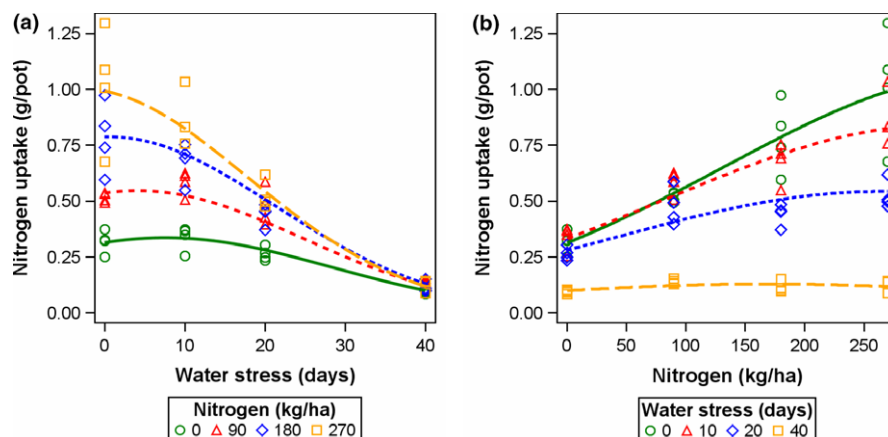 (a)
Nitrogen uptake (g/pot)
1.25
1.00
0.75
0.50
0.25
0.00
0 10 20 30 40
Water stress (days)
Nitrogen (kg/ha)
0 90 180 270
(b)
Nitrogen uptake (g/pot)
1.25
1.00
0.75
0.50
0.25
0.00
0 50 100 150 200 250
Nitrogen (kg/ha)
Water stress (days)
0 10 20 40